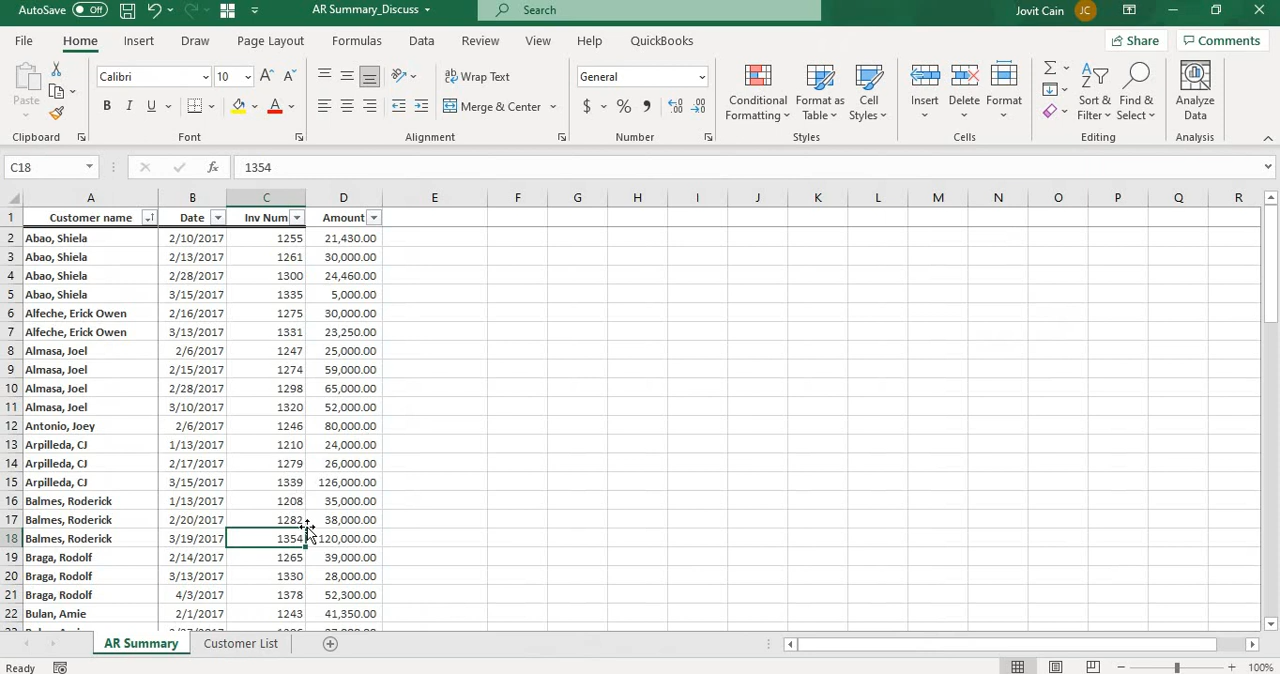 AutoSave Off AR Summary_Discuss Search Jovit Cain JC
File Home Insert Draw Page Layout Formulas Data Review View Help QuickBooks Share Comments
Calibri 10 Wrap Text General
Paste B I U Merge & Center $ % Conditional Formatting Format as Table Cell Styles Insert Delete Format Sort & Filter Find & Select Analyze Data
Clipboard Font Alignment Number Styles Cells Editing Analysis
C18 fx 1354
A B C D E F G H I J K L M N O P Q R
1 Customer name Date Inv Num Amount
2 Abao, Shiela 2/10/2017 1255 21,430.00
3 Abao, Shiela 2/13/2017 1261 30,000.00
4 Abao, Shiela 2/28/2017 1300 24,460.00
5 Abao, Shiela 3/15/2017 1335 5,000.00
6 Alfeche, Erick Owen 2/16/2017 1275 30,000.00
7 Alfeche, Erick Owen 3/13/2017 1331 23,250.00
8 Almasa, Joel 2/6/2017 1247 25,000.00
9 Almasa, Joel 2/15/2017 1274 59,000.00
10 Almasa, Joel 2/28/2017 1298 65,000.00
11 Almasa, Joel 3/10/2017 1320 52,000.00
12 Antonio, Joey 2/6/2017 1246 80,000.00
13 Arpilleda, CJ 1/13/2017 1210 24,000.00
14 Arpilleda, CJ 2/17/2017 1279 26,000.00
15 Arpilleda, CJ 3/15/2017 1339 126,000.00
16 Balmes, Roderick 1/13/2017 1208 35,000.00
17 Balmes, Roderick 2/20/2017 1282 38,000.00
18 Balmes, Roderick 3/19/2017 1354 120,000.00
19 Braga, Rodolf 2/14/2017 1265 39,000.00
20 Braga, Rodolf 3/13/2017 1330 28,000.00
21 Braga, Rodolf 4/3/2017 1378 52,300.00
22 Bulan, Amie 2/1/2017 1243 41,350.00
AR Summary Customer List
Ready 100%